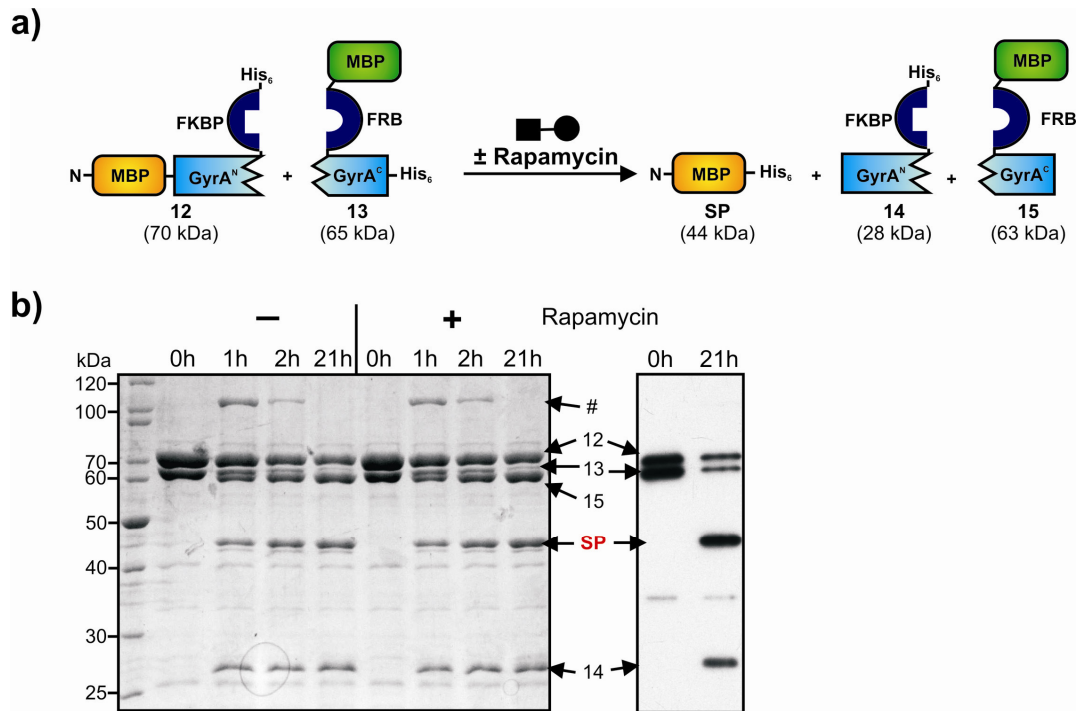 a)
His6
MBP
FKBP
FRB
N
MBP
GyrAN
+
GyrAC
His6
12
(70 kDa)
13
(65 kDa)
± Rapamycin
N
MBP
His6
+
SP
(44 kDa)
His6
FKBP
GyrAN
14
(28 kDa)
+
MBP
FRB
GyrAC
15
(63 kDa)
b)
− + Rapamycin
kDa 0h 1h 2h 21h 0h 1h 2h 21h 0h 21h
120
100
70
60
50
40
30
25
#
12
13
15
SP
14